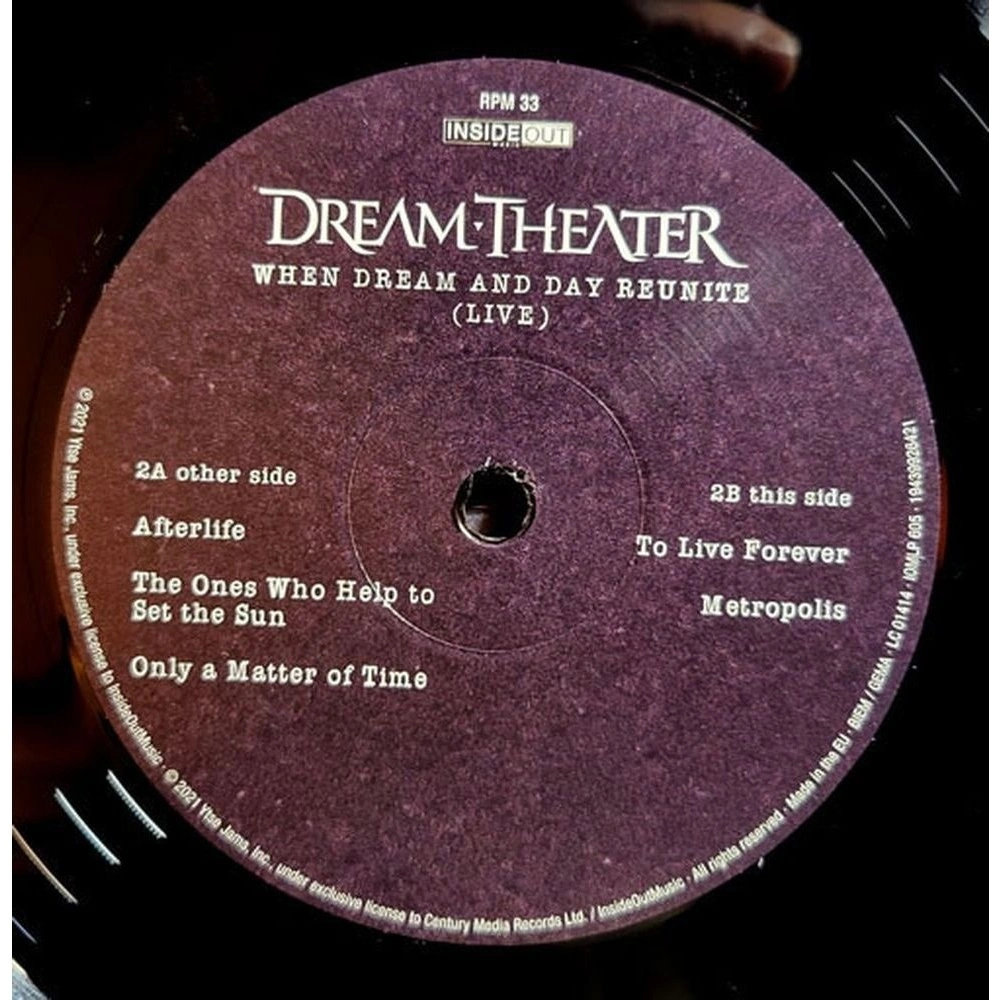 RPM 33
INSIDEOUT
MUSIC
DREAM·THEATER
WHEN DREAM AND DAY REUNITE
(LIVE)
2A other side
Afterlife
The Ones Who Help to
Set the Sun
Only a Matter of Time
2B this side
To Live Forever
Metropolis
℗ 2021 Ytse Jams, Inc., under exclusive license to InsideOutMusic · © 2021 Ytse Jams, Inc., under exclusive license to Century Media Records Ltd. / InsideOutMusic · All rights reserved · Made in the EU · BIEM / GEMA · LC 01414 · IOMLP 605 · 19439926421